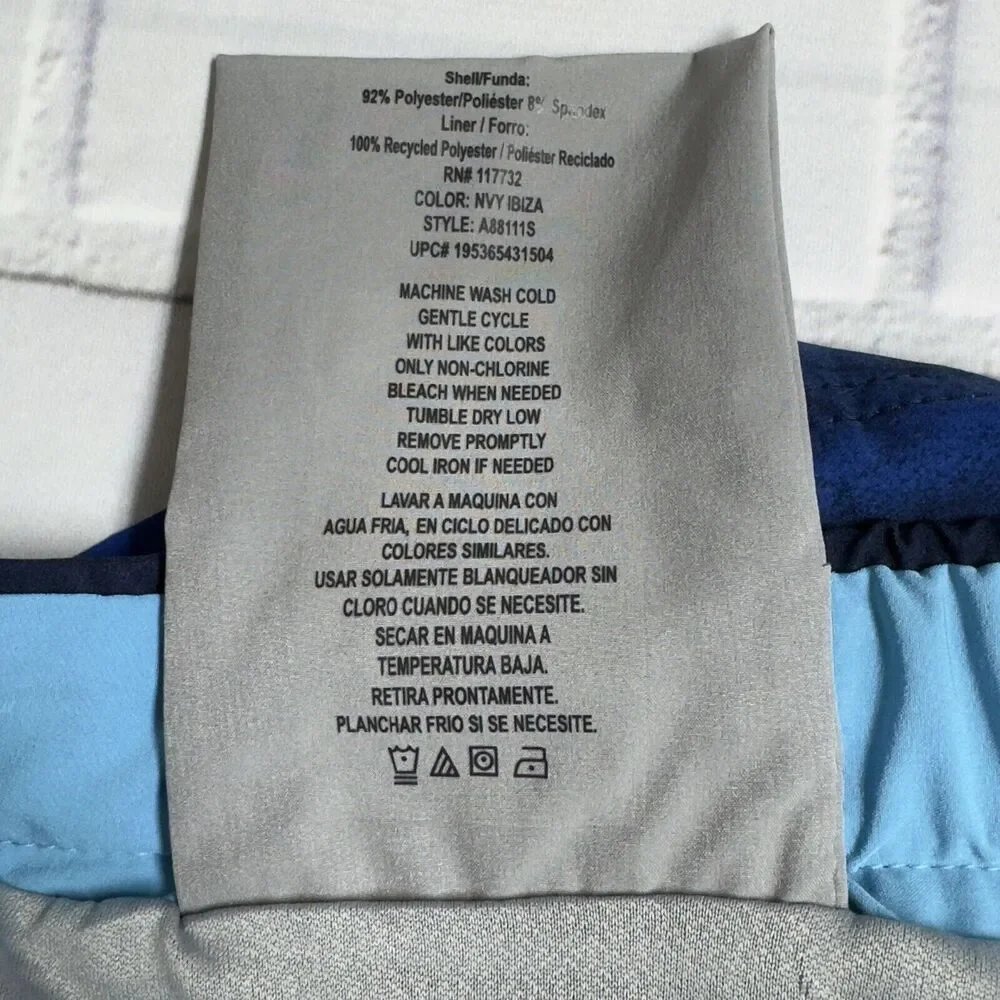 Shell/Funda:
92% Polyester/Poliéster 8% Spandex
Liner / Forro:
100% Recycled Polyester / Poliéster Reciclado
RN# 117732
COLOR: NVY IBIZA
STYLE: A88111S
UPC# 195365431504
MACHINE WASH COLD
GENTLE CYCLE
WITH LIKE COLORS
ONLY NON-CHLORINE
BLEACH WHEN NEEDED
TUMBLE DRY LOW
REMOVE PROMPTLY
COOL IRON IF NEEDED
LAVAR A MAQUINA CON
AGUA FRIA, EN CICLO DELICADO CON
COLORES SIMILARES.
USAR SOLAMENTE BLANQUEADOR SIN
CLORO CUANDO SE NECESITE.
SECAR EN MAQUINA A
TEMPERATURA BAJA.
RETIRA PRONTAMENTE.
PLANCHAR FRIO SI SE NECESITE.